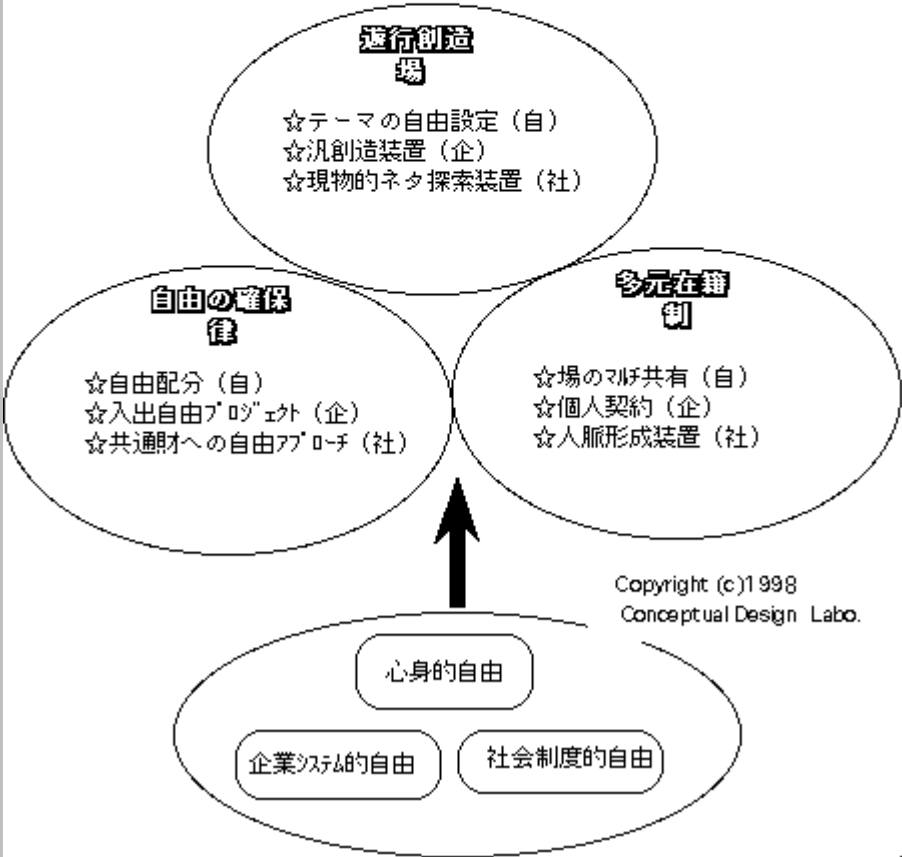 遂行創造
場
☆テーマの自由設定（自）
☆汎創造装置（企）
☆現物的ネタ探索装置（社）
自由の確保
律
☆自由配分（自）
☆入出自由ﾌﾟﾛｼﾞｪｸﾄ（企）
☆共通財への自由ｱﾌﾟﾛｰﾁ（社）
多元在籍
制
☆場のﾏﾙﾁ共有（自）
☆個人契約（企）
☆人脈形成装置（社）
Copyright (c)1998
Conceptual Design Labo.
心身的自由
企業ｼｽﾃﾑ的自由
社会制度的自由